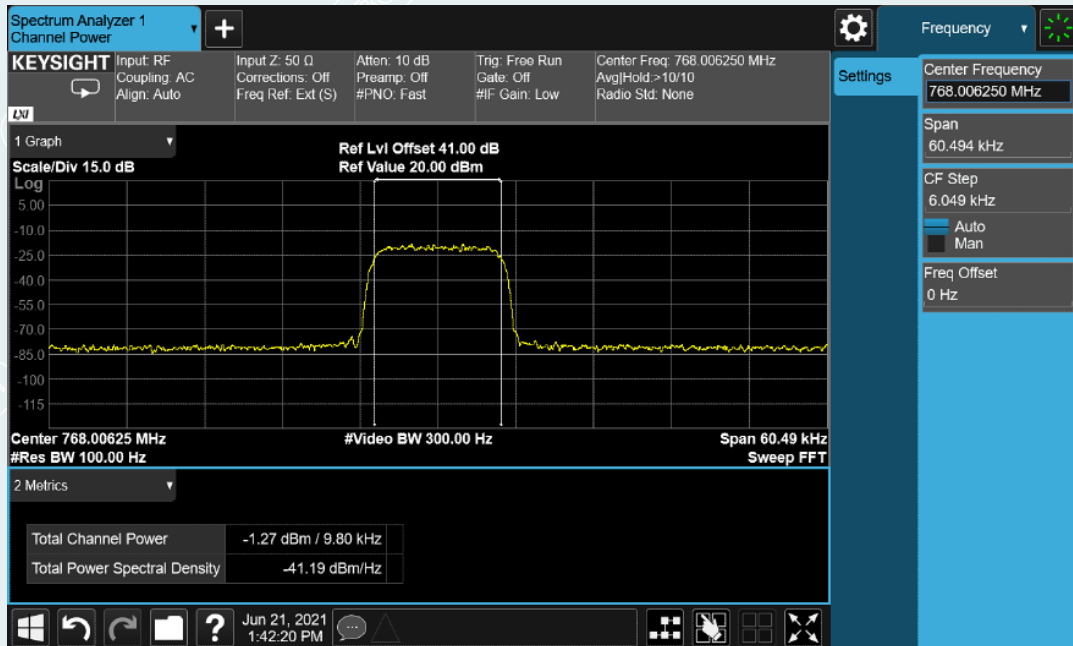 Spectrum Analyzer 1
Channel Power
Frequency
KEYSIGHT
LXI
Input: RF
Coupling: AC
Align: Auto
Input Z: 50 Ω
Corrections: Off
Freq Ref: Ext (S)
Atten: 10 dB
Preamp: Off
#PNO: Fast
Trig: Free Run
Gate: Off
#IF Gain: Low
Center Freq: 768.006250 MHz
Avg|Hold:>10/10
Radio Std: None
1 Graph
Scale/Div 15.0 dB
Ref Lvl Offset 41.00 dB
Ref Value 20.00 dBm
Log
5.00
-10.0
-25.0
-40.0
-55.0
-70.0
-85.0
-100
-115
Center 768.00625 MHz
#Res BW 100.00 Hz
#Video BW 300.00 Hz
Span 60.49 kHz
Sweep FFT
2 Metrics
Total Channel Power -1.27 dBm / 9.80 kHz
Total Power Spectral Density -41.19 dBm/Hz
?
Jun 21, 2021
1:42:20 PM
Settings
Center Frequency
768.006250 MHz
Span
60.494 kHz
CF Step
6.049 kHz
Auto
Man
Freq Offset
0 Hz